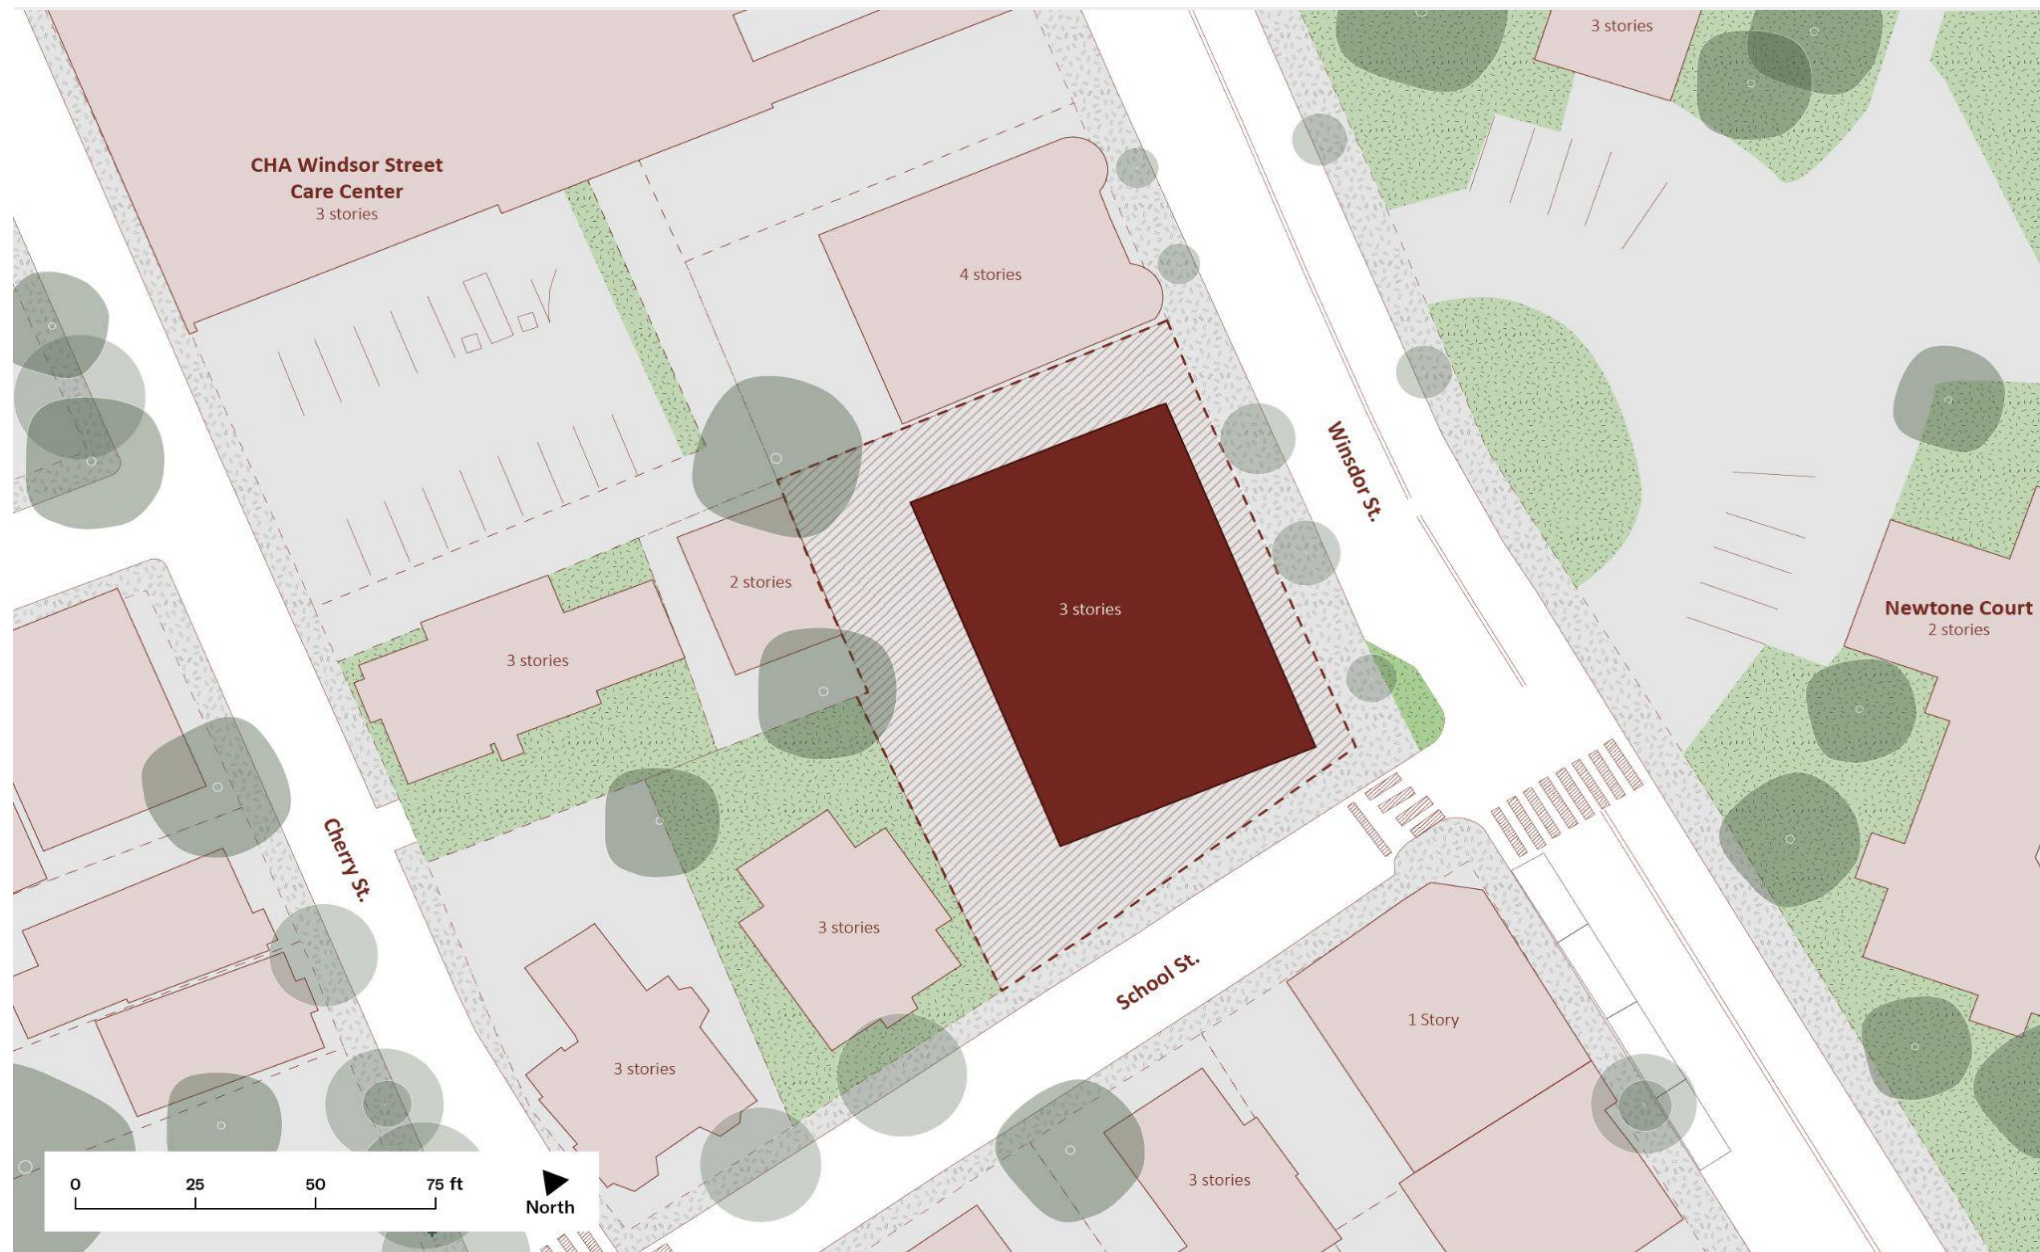 3 stories
CHA Windsor Street
Care Center
3 stories
4 stories
Winsdor St.
2 stories
3 stories
Newtone Court
2 stories
3 stories
Cherry St.
3 stories
School St.
1 Story
3 stories
3 stories
0 25 50 75 ft
North